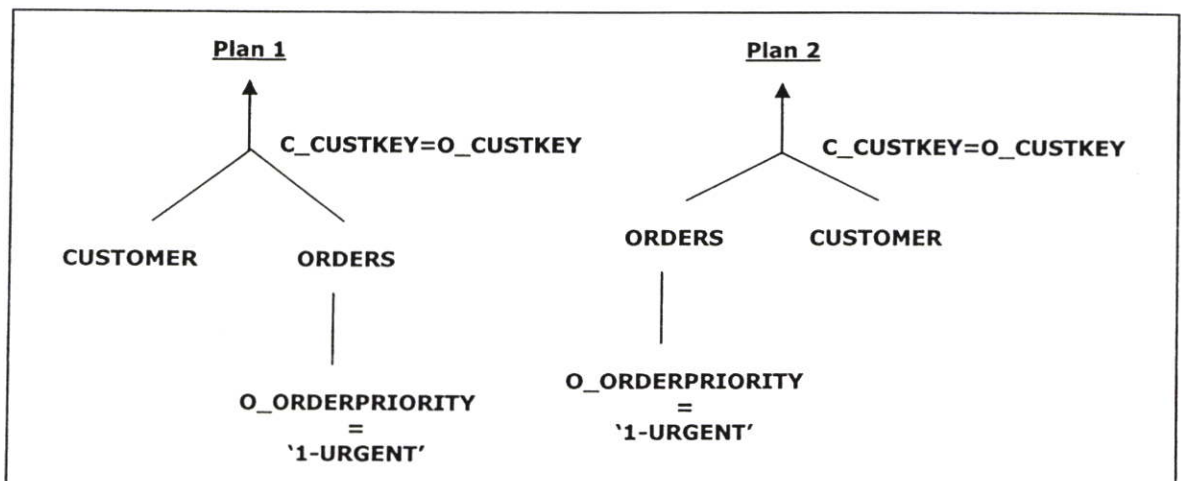 Plan 1
C_CUSTKEY=O_CUSTKEY
CUSTOMER
ORDERS
O_ORDERPRIORITY
=
‘1-URGENT’
Plan 2
C_CUSTKEY=O_CUSTKEY
ORDERS
CUSTOMER
O_ORDERPRIORITY
=
‘1-URGENT’